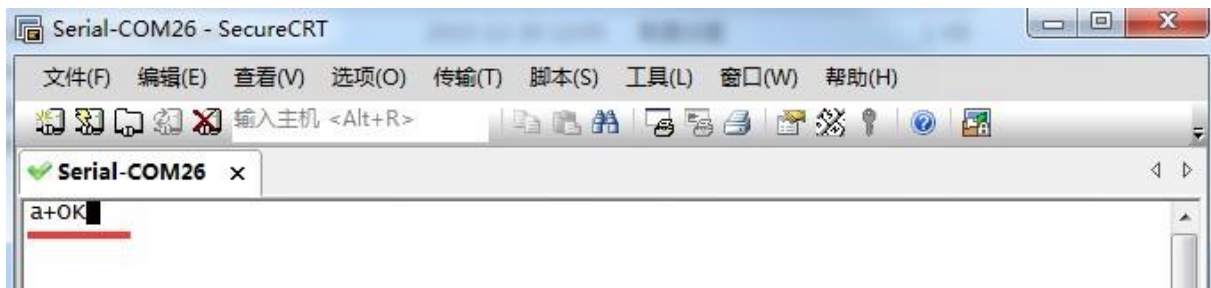 Serial-COM26 - SecureCRT
文件(F) 编辑(E) 查看(V) 选项(O) 传输(T) 脚本(S) 工具(L) 窗口(W) 帮助(H)
输入主机 <Alt+R>
Serial-COM26 x
a+OK